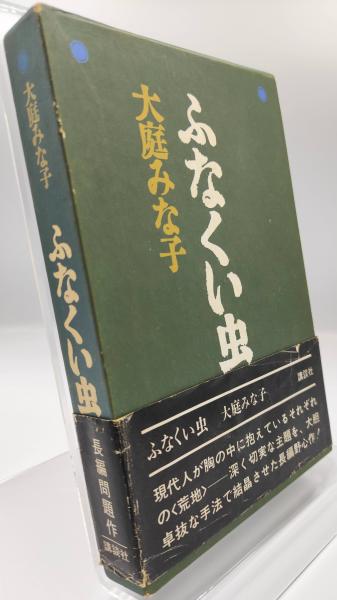 ふなくい虫
大庭みな子
大庭みな子
ふなくい虫
ふなくい虫 大庭みな子 講談社
現代人が胸の中に抱えているそれぞれ
の〈荒地〉——深く切実な主題を、大胆
卓抜な手法で結晶させた長編野心作!
長編問題作
講談社